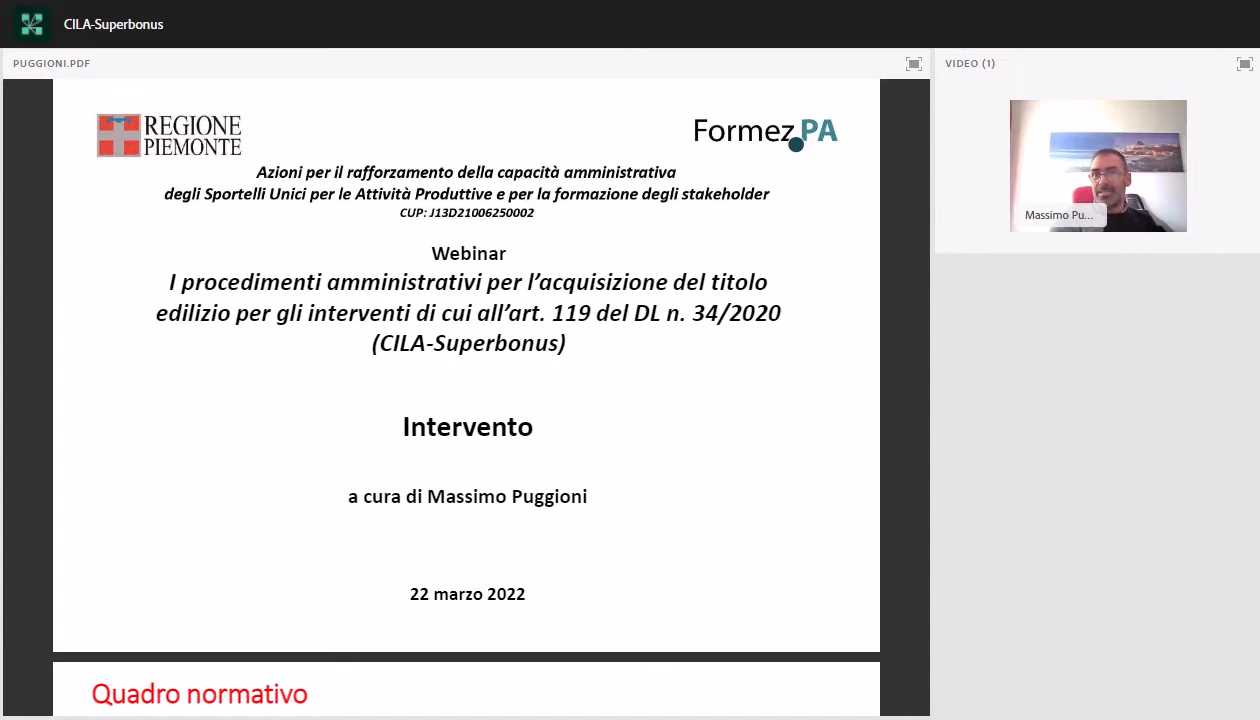 CILA-Superbonus
PUGGIONI.PDF
VIDEO (1)
REGIONE
PIEMONTE
Formez PA
Azioni per il rafforzamento della capacità amministrativa
degli Sportelli Unici per le Attività Produttive e per la formazione degli stakeholder
CUP: J13D21006250002
Webinar
I procedimenti amministrativi per l’acquisizione del titolo
edilizio per gli interventi di cui all’art. 119 del DL n. 34/2020
(CILA-Superbonus)
Intervento
a cura di Massimo Puggioni
22 marzo 2022
Quadro normativo
Massimo Pu...